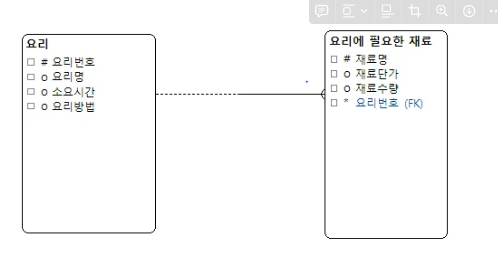 요리
# 요리번호
o 요리명
o 소요시간
o 요리방법
요리에 필요한 재료
# 재료명
o 재료단가
o 재료수량
* 요리번호 (FK)